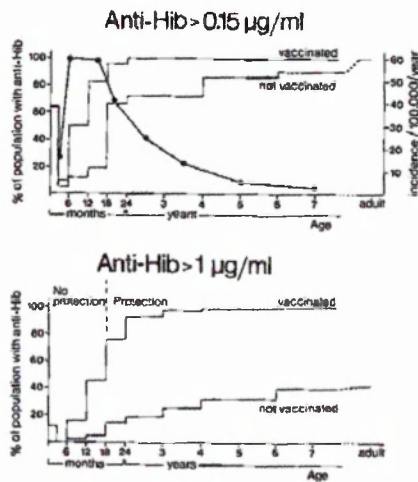 Anti-Hib>0.15 µg/ml
% of population with anti-Hib
100
80
60
40
20
vaccinated
not vaccinated
60
50
40
30
20
10
incidence / 100,000 / year
6 12 18 24 3 4 5 6 7 adult
months years
Age
Anti-Hib>1 µg/ml
% of population with anti-Hib
100
80
60
40
20
No protection
Protection
vaccinated
not vaccinated
6 12 18 24 3 4 5 6 7 adult
months years
Age